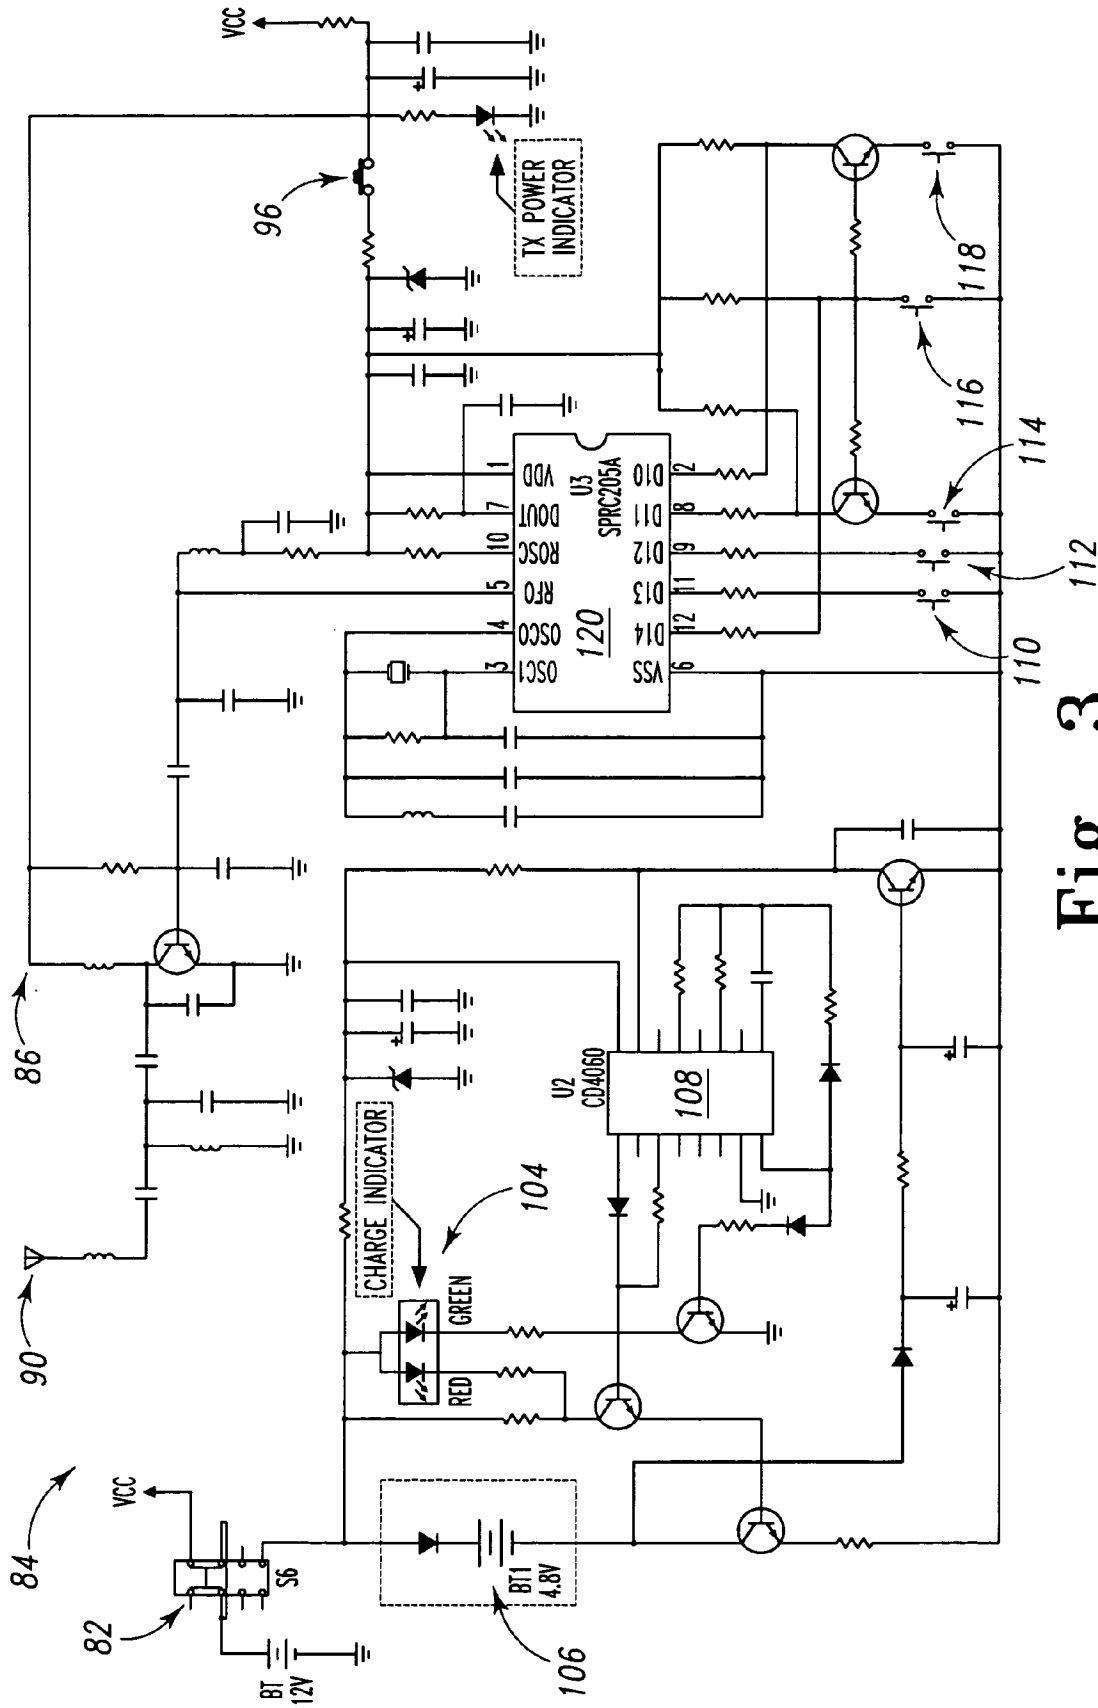 84
82
VCC
S6
BT
12V
106
BT1
4.8V
90
86
CHARGE INDICATOR
104
RED
GREEN
U2
CD4060
108
VCC
96
TX POWER
INDICATOR
3
OSC1
4
OSC0
5
RFO
10
ROSC
7
DOUT
1
VDD
120
U3
SPRC205A
VSS
6
D14
12
D13
11
D12
9
D11
8
D10
2
110
112
114
116
118
+
+
+
+
+
Fig. 3